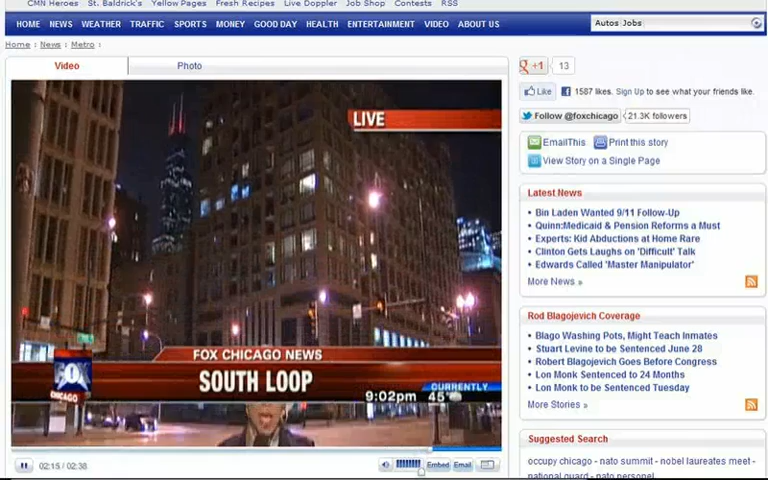 CMN Heroes St. Baldrick's Yellow Pages Fresh Recipes Live Doppler Job Shop Contests RSS
HOME NEWS WEATHER TRAFFIC SPORTS MONEY GOOD DAY HEALTH ENTERTAINMENT VIDEO ABOUT US
Autos Jobs
Home : News : Metro :
Video Photo
LIVE
FOX CHICAGO NEWS
SOUTH LOOP
FOX
CHICAGO
CURRENTLY
9:02pm 45°
02:15 / 02:38
Embed Email
+1 13
Like 1587 likes. Sign Up to see what your friends like.
Follow @foxchicago 21.3K followers
EmailThis Print this story
View Story on a Single Page
Latest News
• Bin Laden Wanted 9/11 Follow-Up
• Quinn:Medicaid & Pension Reforms a Must
• Experts: Kid Abductions at Home Rare
• Clinton Gets Laughs on 'Difficult' Talk
• Edwards Called 'Master Manipulator'
More News »
Rod Blagojevich Coverage
• Blago Washing Pots, Might Teach Inmates
• Stuart Levine to be Sentenced June 28
• Robert Blagojevich Goes Before Congress
• Lon Monk Sentenced to 24 Months
• Lon Monk to be Sentenced Tuesday
More Stories »
Suggested Search
occupy chicago - nato summit - nobel laureates meet -
national guard - nato personel